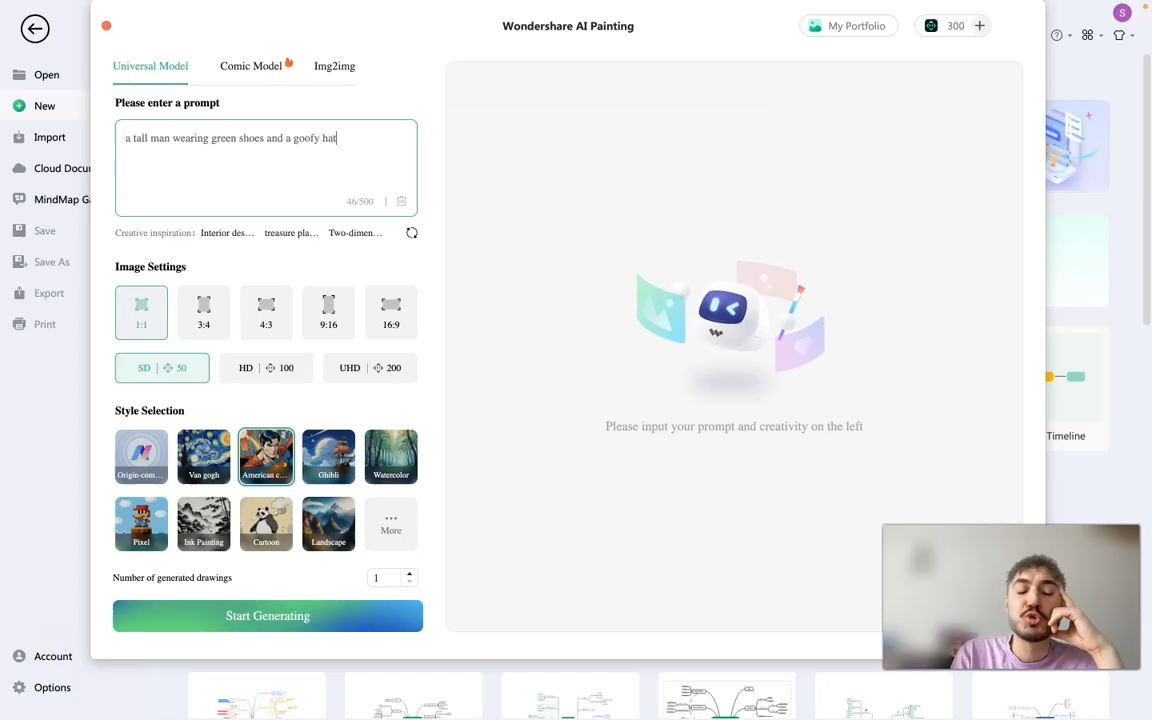 S
Wondershare AI Painting
My Portfolio
300
Open
New
Import
Cloud Docu
MindMap Ga
Save
Save As
Export
Print
Account
Options
Universal Model
Comic Model
Img2img
Please enter a prompt
a tall man wearing green shoes and a goofy hat
46/500
Creative inspiration:
Interior des...
treasure pla...
Two-dimen...
Image Settings
1:1
3:4
4:3
9:16
16:9
SD | 50
HD | 100
UHD | 200
Style Selection
Origin-com...
Van gogh
American c...
Ghibli
Watercolor
Pixel
Ink Painting
Cartoon
Landscape
More
Number of generated drawings
1
Start Generating
Please input your prompt and creativity on the left
Timeline